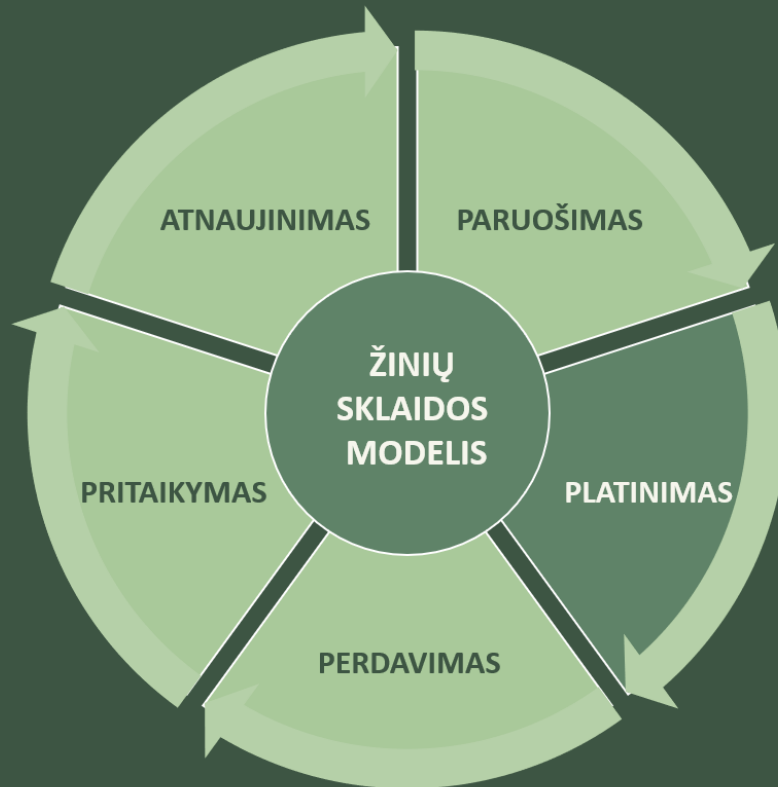 ATNAUJINIMAS
PARUOŠIMAS
ŽINIŲ
SKLAIDOS
MODELIS
PRITAIKYMAS
PLATINIMAS
PERDAVIMAS